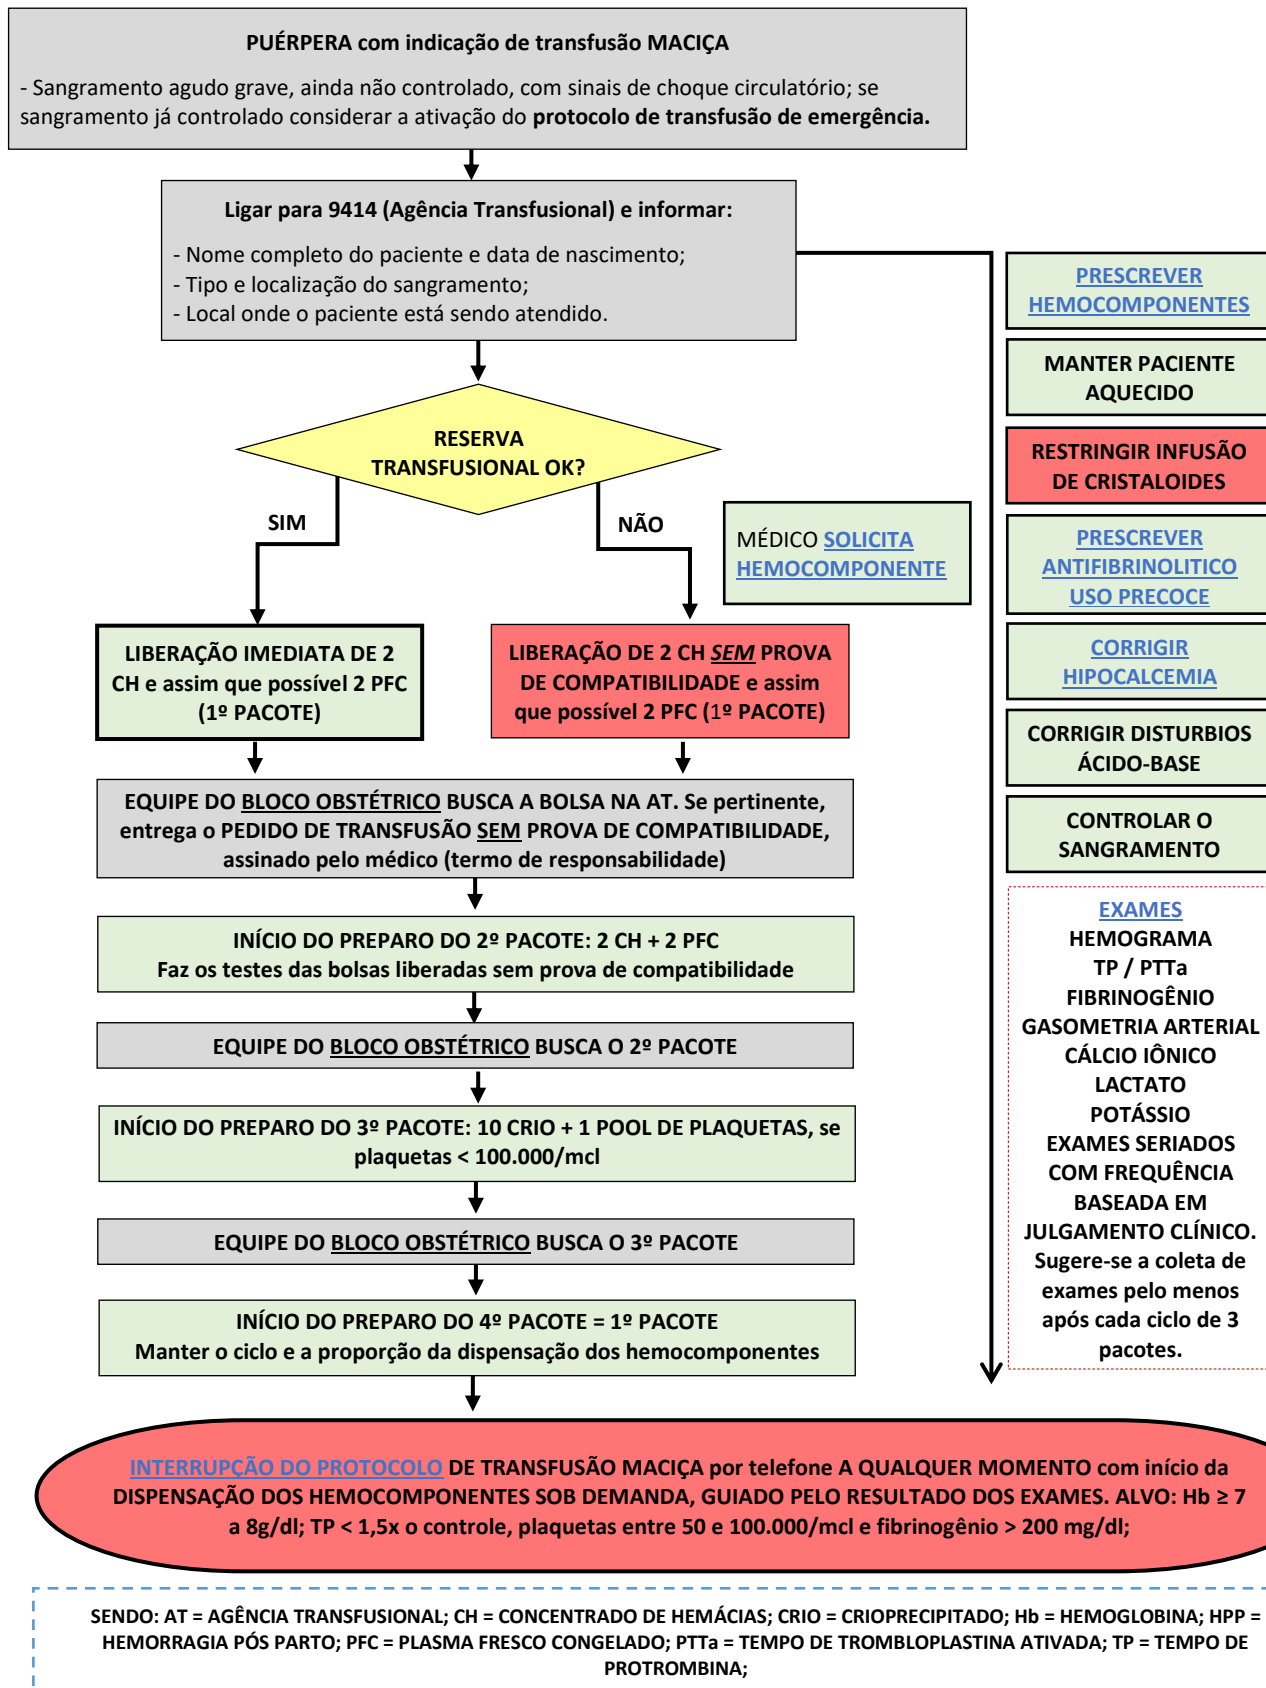 PUÉRPERA com indicação de transfusão MACIÇA
- Sangramento agudo grave, ainda não controlado, com sinais de choque circulatório; se
sangramento já controlado considerar a ativação do protocolo de transfusão de emergência.
Ligar para 9414 (Agência Transfusional) e informar:
- Nome completo do paciente e data de nascimento;
- Tipo e localização do sangramento;
- Local onde o paciente está sendo atendido.
RESERVA
TRANSFUSIONAL OK?
SIM
NÃO
MÉDICO SOLICITA
HEMOCOMPONENTE
LIBERAÇÃO IMEDIATA DE 2
CH e assim que possível 2 PFC
(1º PACOTE)
LIBERAÇÃO DE 2 CH SEM PROVA
DE COMPATIBILIDADE e assim
que possível 2 PFC (1º PACOTE)
EQUIPE DO BLOCO OBSTÉTRICO BUSCA A BOLSA NA AT. Se pertinente,
entrega o PEDIDO DE TRANSFUSÃO SEM PROVA DE COMPATIBILIDADE,
assinado pelo médico (termo de responsabilidade)
INÍCIO DO PREPARO DO 2º PACOTE: 2 CH + 2 PFC
Faz os testes das bolsas liberadas sem prova de compatibilidade
EQUIPE DO BLOCO OBSTÉTRICO BUSCA O 2º PACOTE
INÍCIO DO PREPARO DO 3º PACOTE: 10 CRIO + 1 POOL DE PLAQUETAS, se
plaquetas < 100.000/mcl
EQUIPE DO BLOCO OBSTÉTRICO BUSCA O 3º PACOTE
INÍCIO DO PREPARO DO 4º PACOTE = 1º PACOTE
Manter o ciclo e a proporção da dispensação dos hemocomponentes
PRESCREVER
HEMOCOMPONENTES
MANTER PACIENTE
AQUECIDO
RESTRINGIR INFUSÃO
DE CRISTALOIDES
PRESCREVER
ANTIFIBRINOLITICO
USO PRECOCE
CORRIGIR
HIPOCALCEMIA
CORRIGIR DISTURBIOS
ÁCIDO-BASE
CONTROLAR O
SANGRAMENTO
EXAMES
HEMOGRAMA
TP / PTTa
FIBRINOGÊNIO
GASOMETRIA ARTERIAL
CÁLCIO IÔNICO
LACTATO
POTÁSSIO
EXAMES SERIADOS
COM FREQUÊNCIA
BASEADA EM
JULGAMENTO CLÍNICO.
Sugere-se a coleta de
exames pelo menos
após cada ciclo de 3
pacotes.
INTERRUPÇÃO DO PROTOCOLO DE TRANSFUSÃO MACIÇA por telefone A QUALQUER MOMENTO com início da
DISPENSAÇÃO DOS HEMOCOMPONENTES SOB DEMANDA, GUIADO PELO RESULTADO DOS EXAMES. ALVO: Hb ≥ 7
a 8g/dl; TP < 1,5x o controle, plaquetas entre 50 e 100.000/mcl e fibrinogênio > 200 mg/dl;
SENDO: AT = AGÊNCIA TRANSFUSIONAL; CH = CONCENTRADO DE HEMÁCIAS; CRIO = CRIOPRECIPITADO; Hb = HEMOGLOBINA; HPP =
HEMORRAGIA PÓS PARTO; PFC = PLASMA FRESCO CONGELADO; PTTa = TEMPO DE TROMBLOPLASTINA ATIVADA; TP = TEMPO DE
PROTROMBINA;